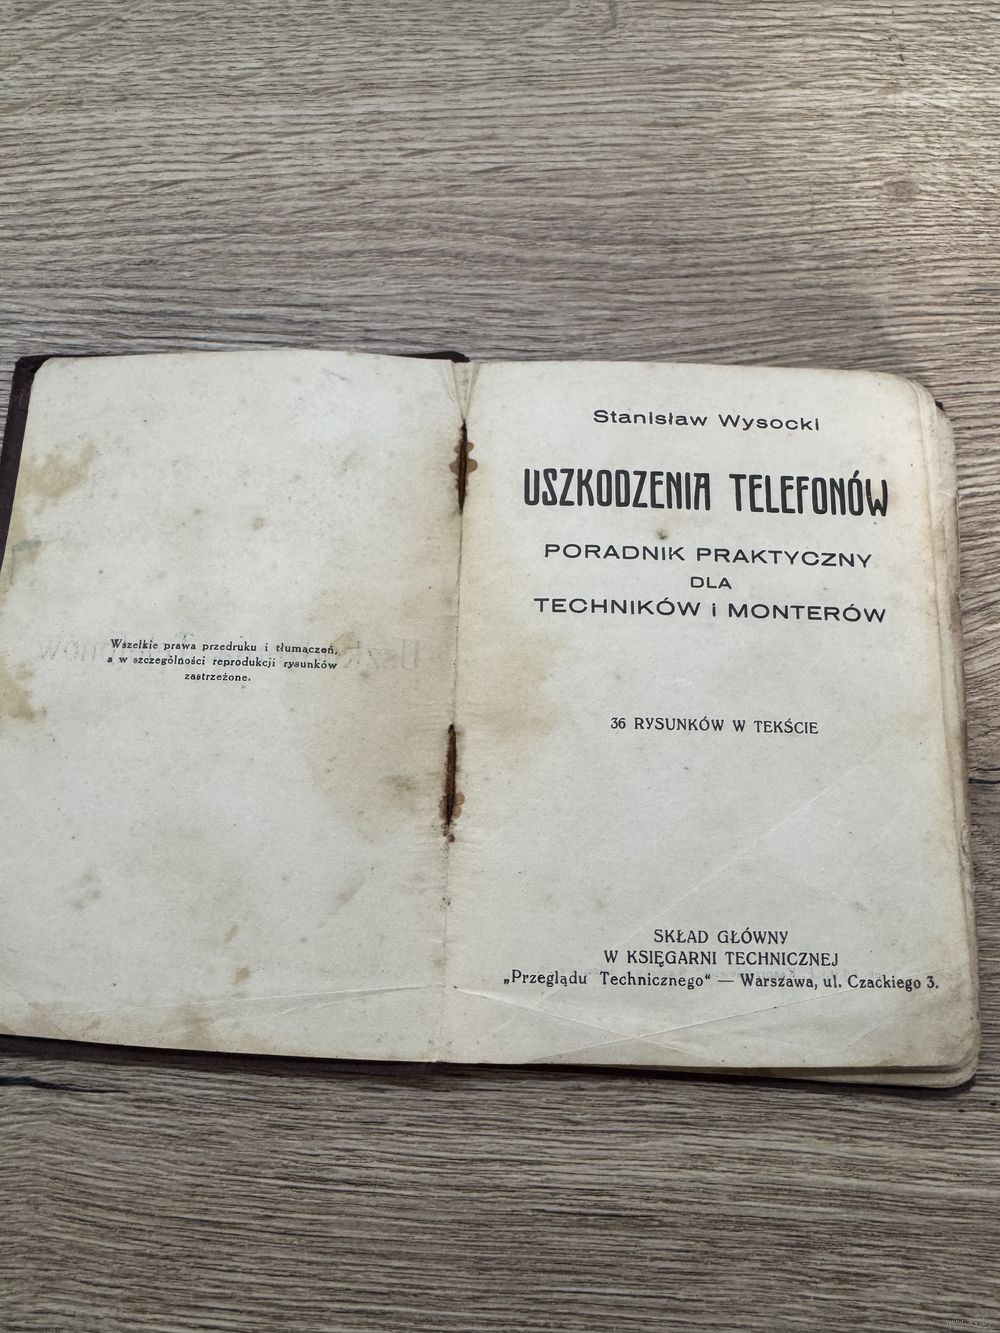 Wszelkie prawa przedruku i tłumaczeń,
a w szczególności reprodukcji rysunków
zastrzeżone.
Stanisław Wysocki
USZKODZENIA TELEFONÓW
PORADNIK PRAKTYCZNY
DLA
TECHNIKÓW i MONTERÓW
36 RYSUNKÓW W TEKŚCIE
SKŁAD GŁÓWNY
W KSIĘGARNI TECHNICZNEJ
„Przeglądu Technicznego“ — Warszawa, ul. Czackiego 3.